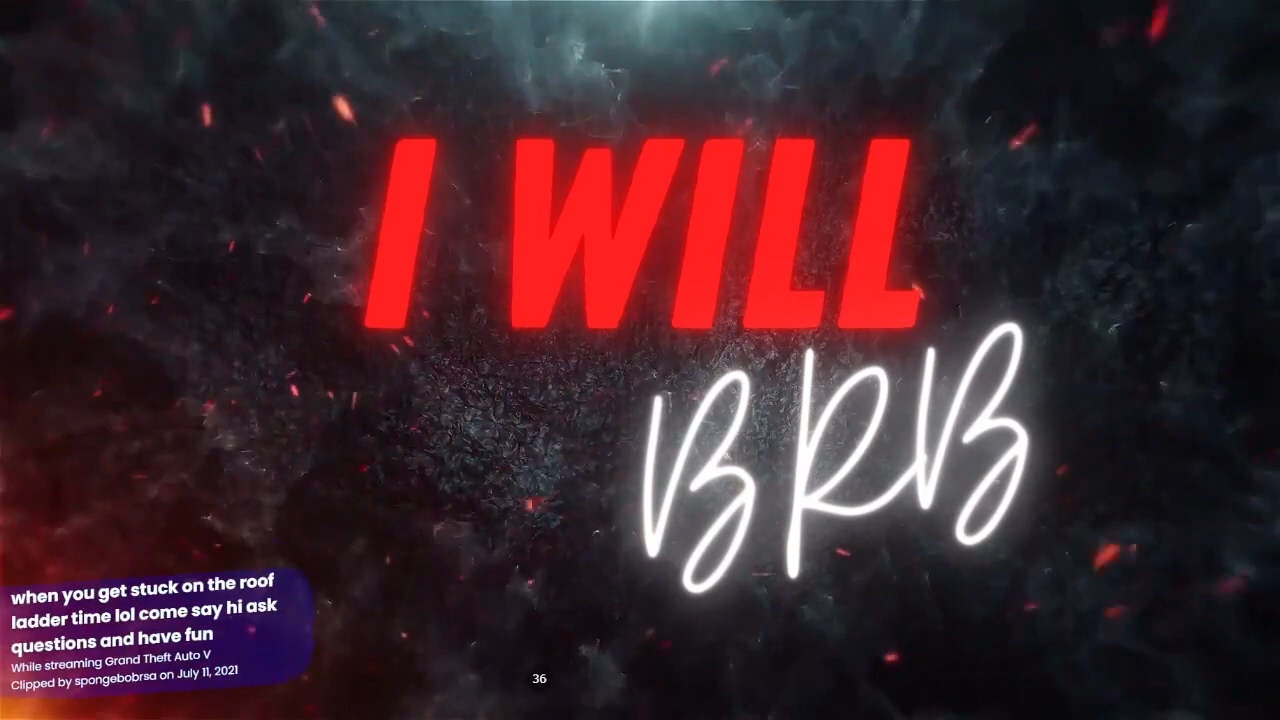 I WILL
BRB
when you get stuck on the roof
ladder time lol come say hi ask
questions and have fun
While streaming Grand Theft Auto V
Clipped by spongebobrsa on July 11, 2021
36